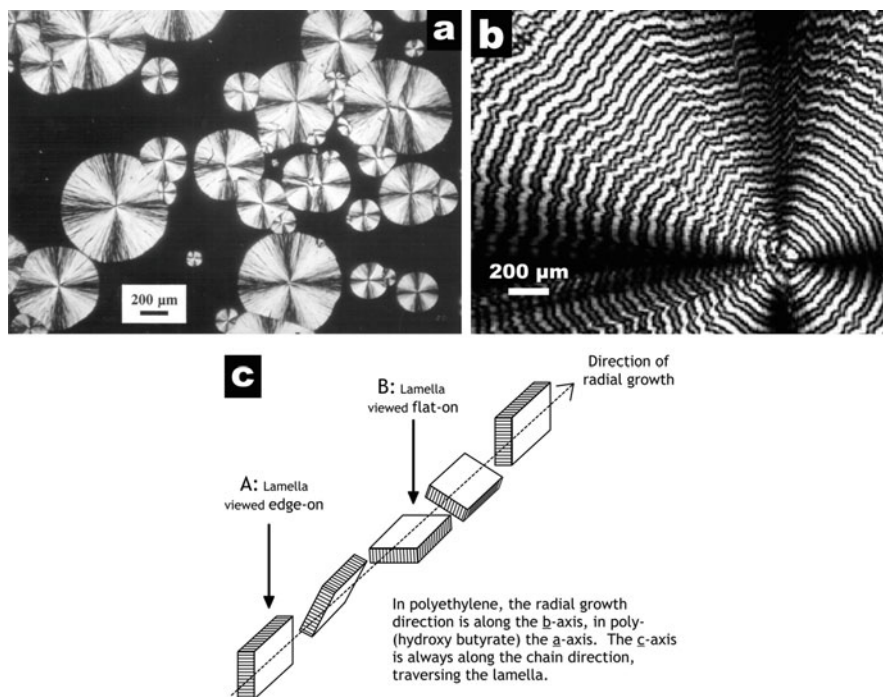 a
200 µm
b
200 µm
c
Direction of
radial growth
B: Lamella
viewed flat-on
A: Lamella
viewed edge-on
In polyethylene, the radial growth
direction is along the b-axis, in poly-
(hydroxy butyrate) the a-axis. The c-axis
is always along the chain direction,
traversing the lamella.